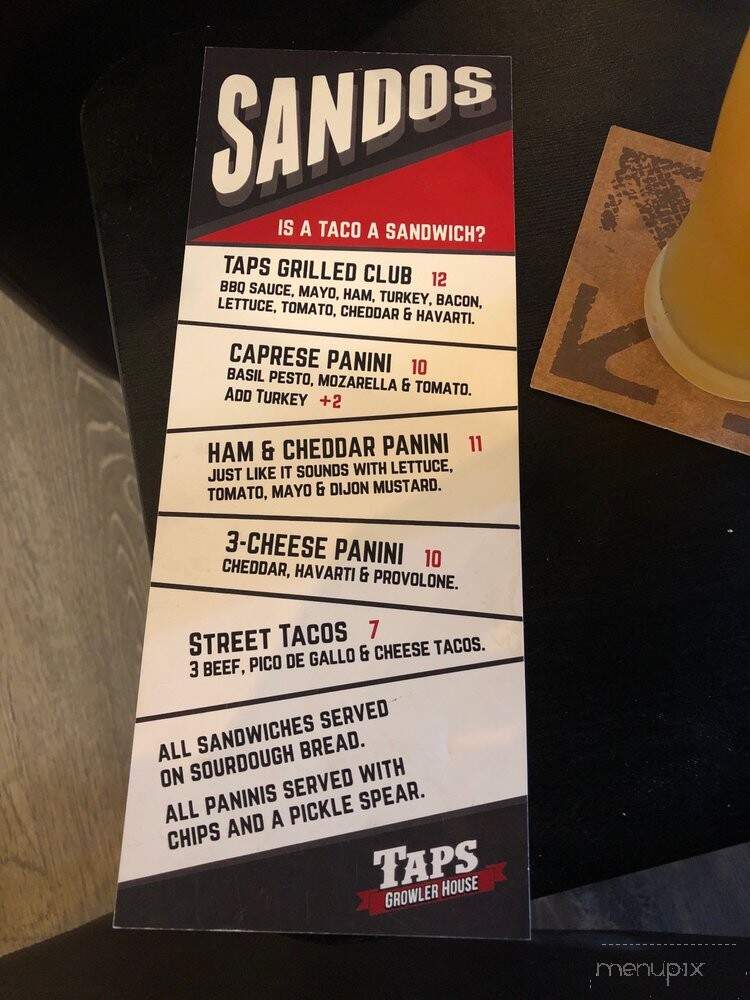 SANDOS
IS A TACO A SANDWICH?
TAPS GRILLED CLUB 12
BBQ SAUCE, MAYO, HAM, TURKEY, BACON,
LETTUCE, TOMATO, CHEDDAR & HAVARTI.
CAPRESE PANINI 10
BASIL PESTO, MOZARELLA & TOMATO.
ADD TURKEY +2
HAM & CHEDDAR PANINI 11
JUST LIKE IT SOUNDS WITH LETTUCE,
TOMATO, MAYO & DIJON MUSTARD.
3-CHEESE PANINI 10
CHEDDAR, HAVARTI & PROVOLONE.
STREET TACOS 7
3 BEEF, PICO DE GALLO & CHEESE TACOS.
ALL SANDWICHES SERVED
ON SOURDOUGH BREAD.
ALL PANINIS SERVED WITH
CHIPS AND A PICKLE SPEAR.
TAPS
GROWLER HOUSE
menupix